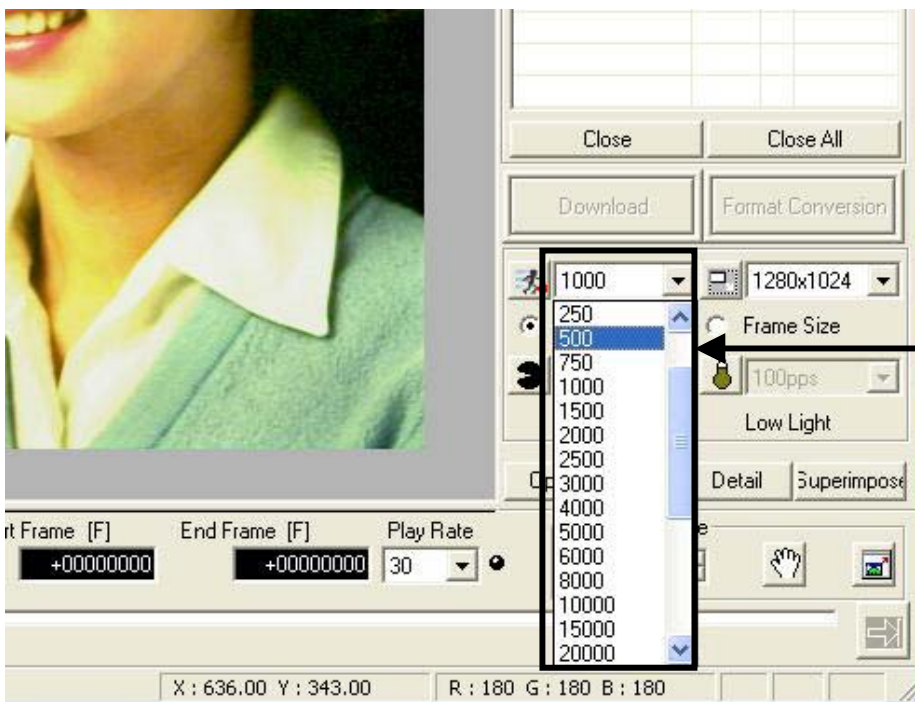 Close Close All
Download Format Conversion
1000 1280x1024
250
500 Frame Size
750
1000 100pps
1500
2000 Low Light
2500
3000 Detail
4000
rt Frame [F] End Frame [F] Play Rate
5000
+00000000 +00000000 30
6000
8000
10000
15000
20000
X : 636.00 Y : 343.00 R : 180 G : 180 B : 180